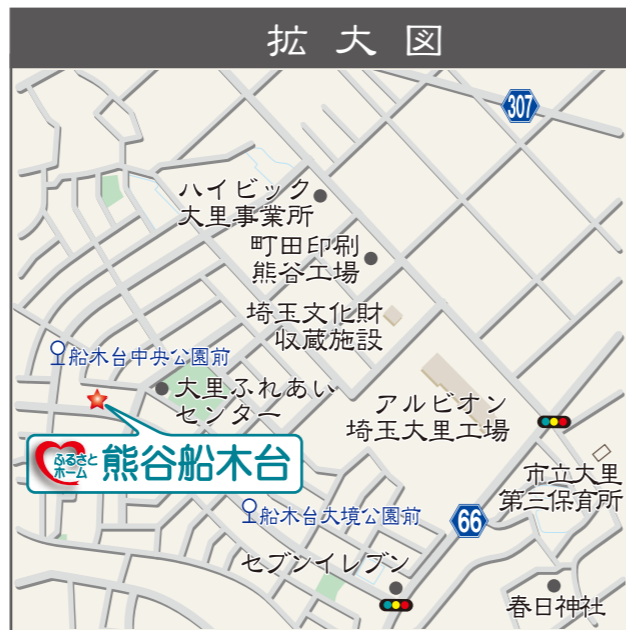 拡大図
307
ハイビック
大里事業所
町田印刷
熊谷工場
埼玉文化財
収蔵施設
船木台中央公園前
大里ふれあい
センター
アルビオン
埼玉大里工場
ふるさと
ホーム
熊谷船木台
市立大里
第三保育所
船木台大境公園前
66
セブンイレブン
春日神社